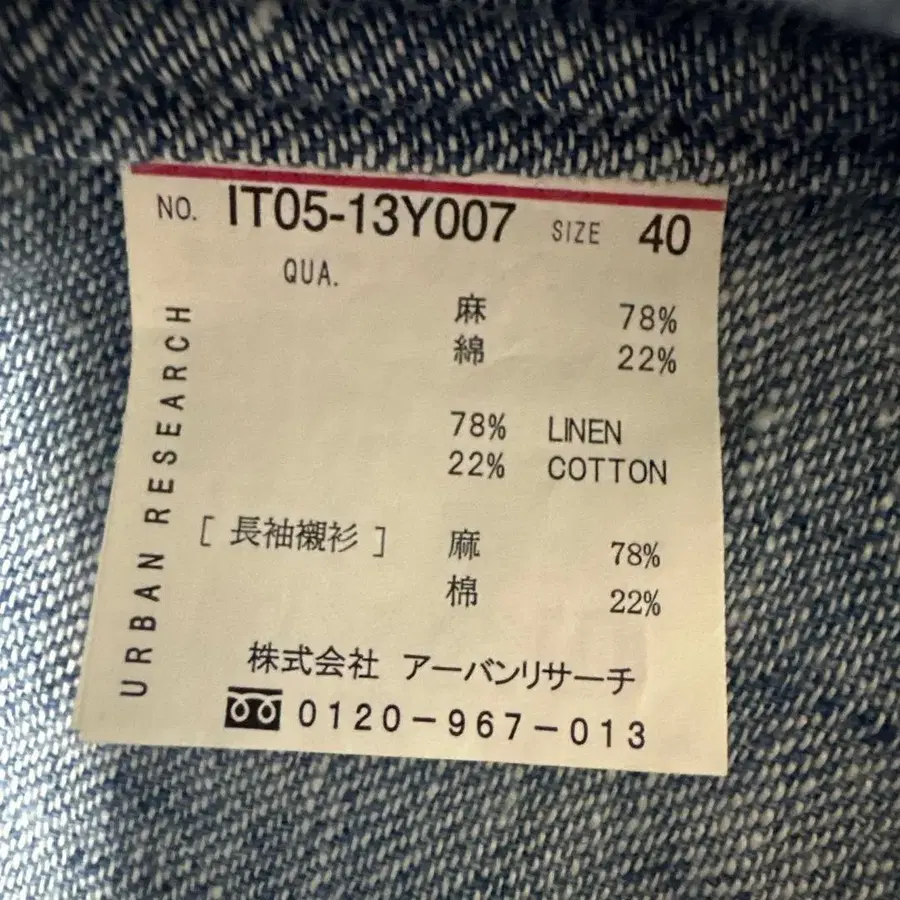 NO. IT05-13Y007 SIZE 40
QUA.
麻 78%
綿 22%
78% LINEN
22% COTTON
[ 長袖襯衫 ] 麻 78%
棉 22%
株式会社 アーバンリサーチ
0120-967-013
URBAN RESEARCH